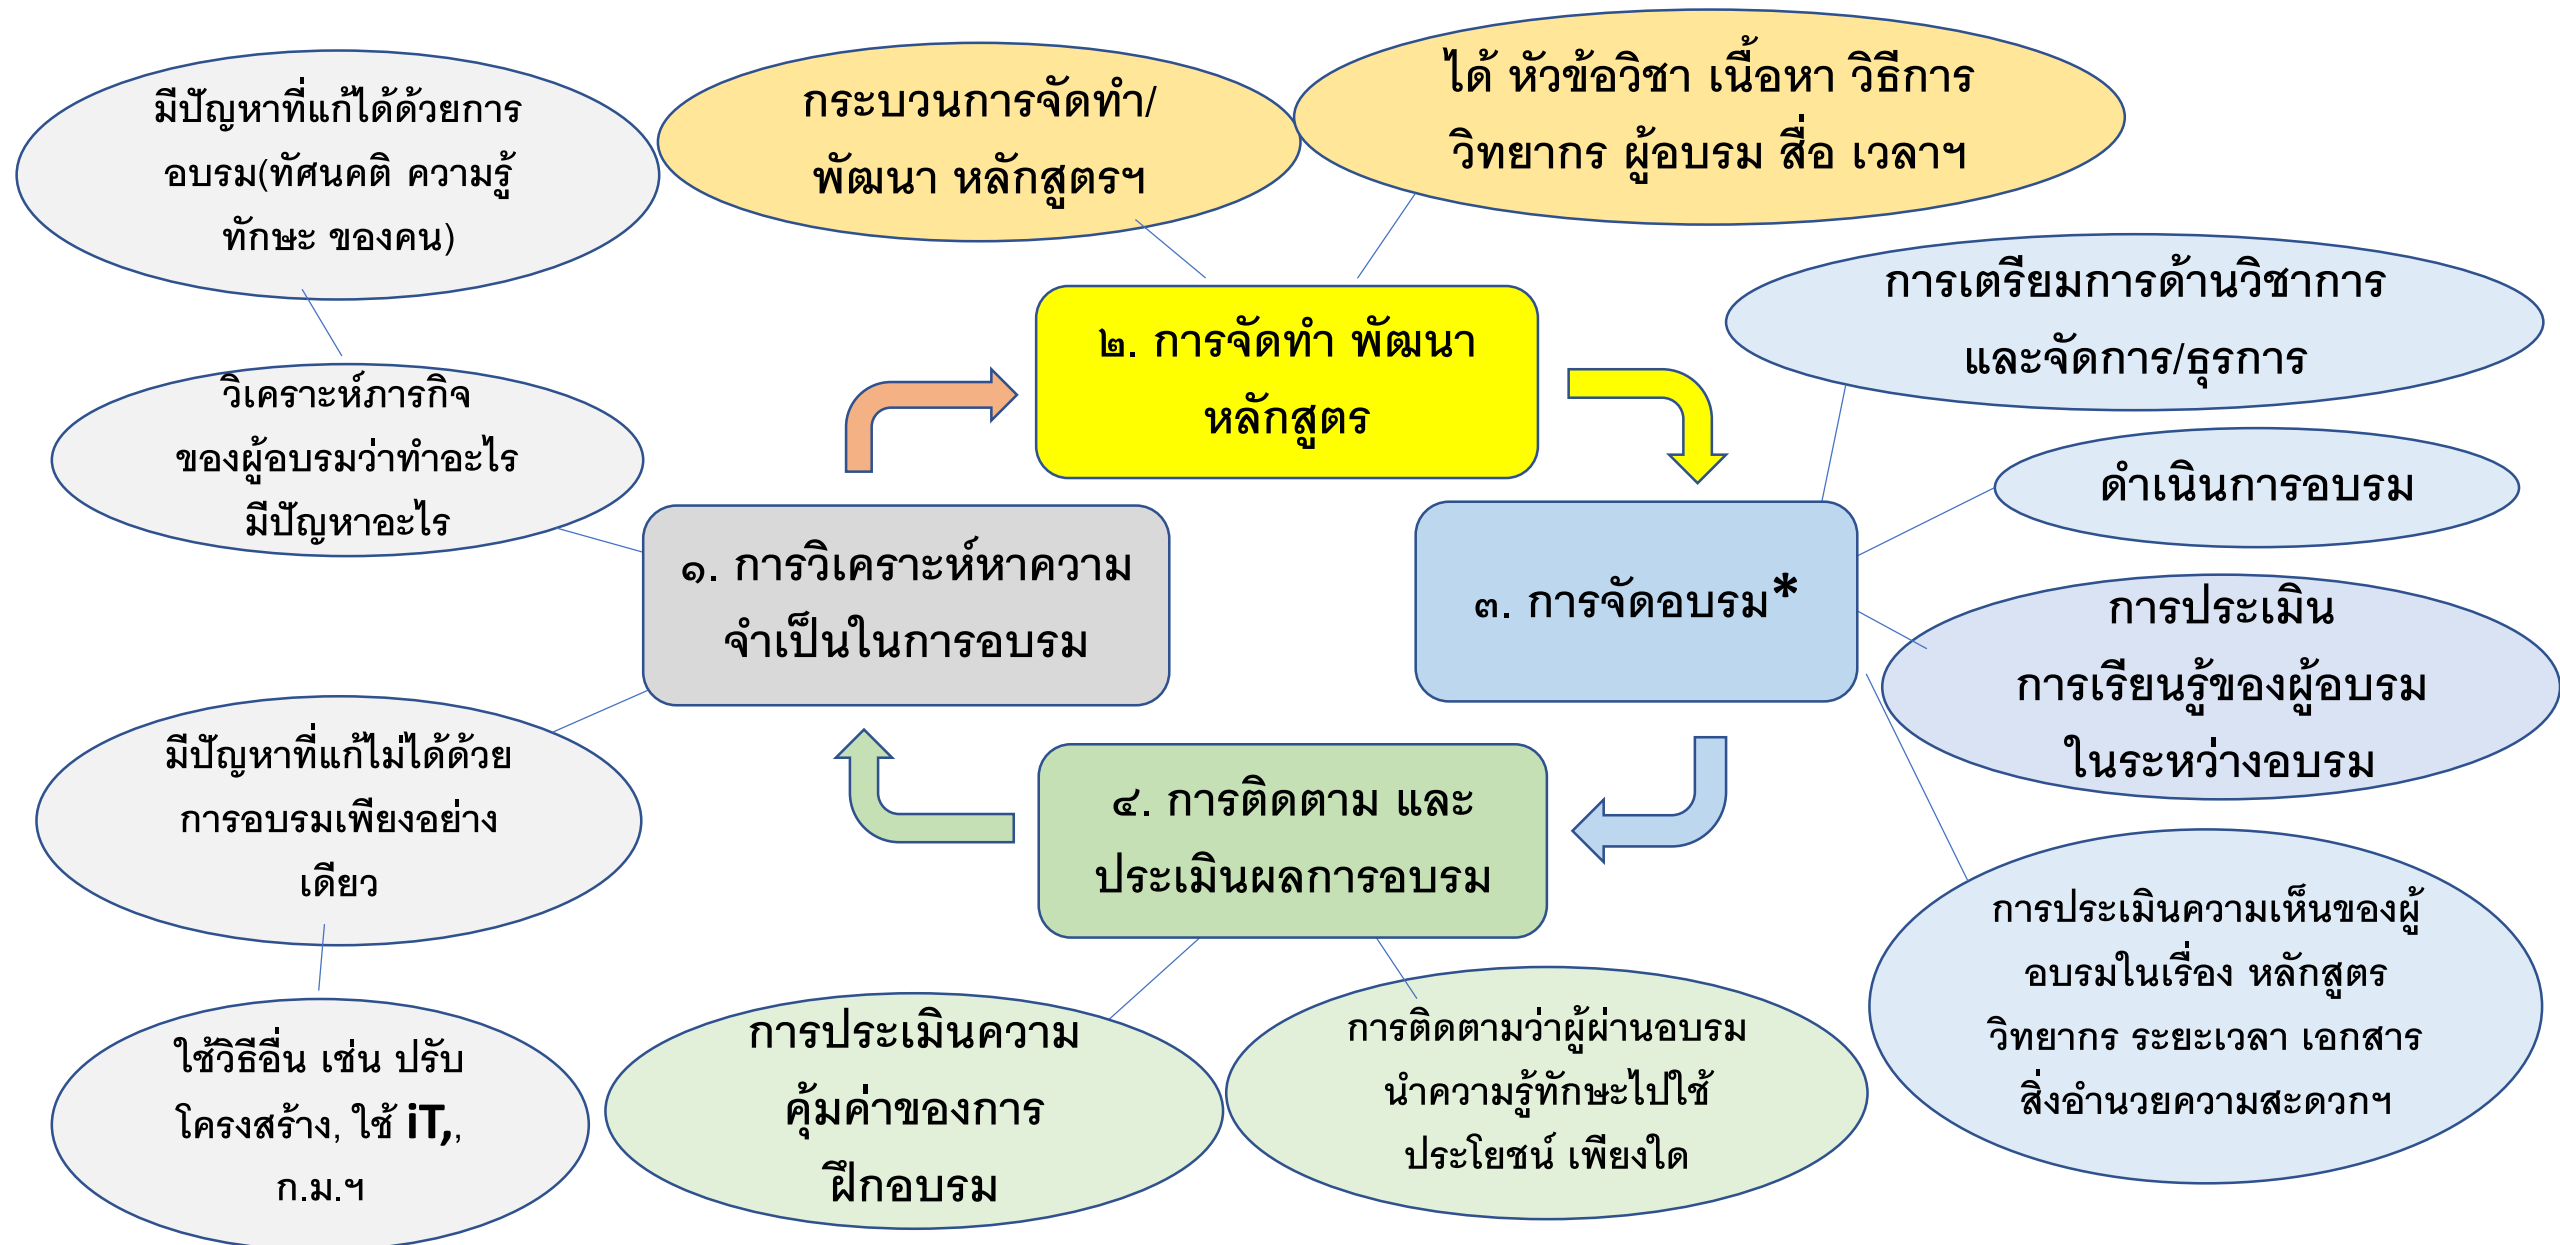 มีปัญหาที่แก้ได้ด้วยการ
อบรม(ทัศนคติ ความรู้
ทักษะ ของคน)
กระบวนการจัดทำ/
พัฒนา หลักสูตรฯ
ได้ หัวข้อวิชา เนื้อหา วิธีการ
วิทยากร ผู้อบรม สื่อ เวลาฯ
วิเคราะห์ภารกิจ
ของผู้อบรมว่าทำอะไร
มีปัญหาอะไร
๒. การจัดทำ พัฒนา
หลักสูตร
การเตรียมการด้านวิชาการ
และจัดการ/ธุรการ
ดำเนินการอบรม
๑. การวิเคราะห์หาความ
จำเป็นในการอบรม
๓. การจัดอบรม*
การประเมิน
การเรียนรู้ของผู้อบรม
ในระหว่างอบรม
มีปัญหาที่แก้ไม่ได้ด้วย
การอบรมเพียงอย่าง
เดียว
๔. การติดตาม และ
ประเมินผลการอบรม
การประเมินความเห็นของผู้
อบรมในเรื่อง หลักสูตร
วิทยากร ระยะเวลา เอกสาร
สิ่งอำนวยความสะดวกฯ
ใช้วิธีอื่น เช่น ปรับ
โครงสร้าง, ใช้ iT,,
ก.ม.ฯ
การประเมินความ
คุ้มค่าของการ
ฝึกอบรม
การติดตามว่าผู้ผ่านอบรม
นำความรู้ทักษะไปใช้
ประโยชน์ เพียงใด